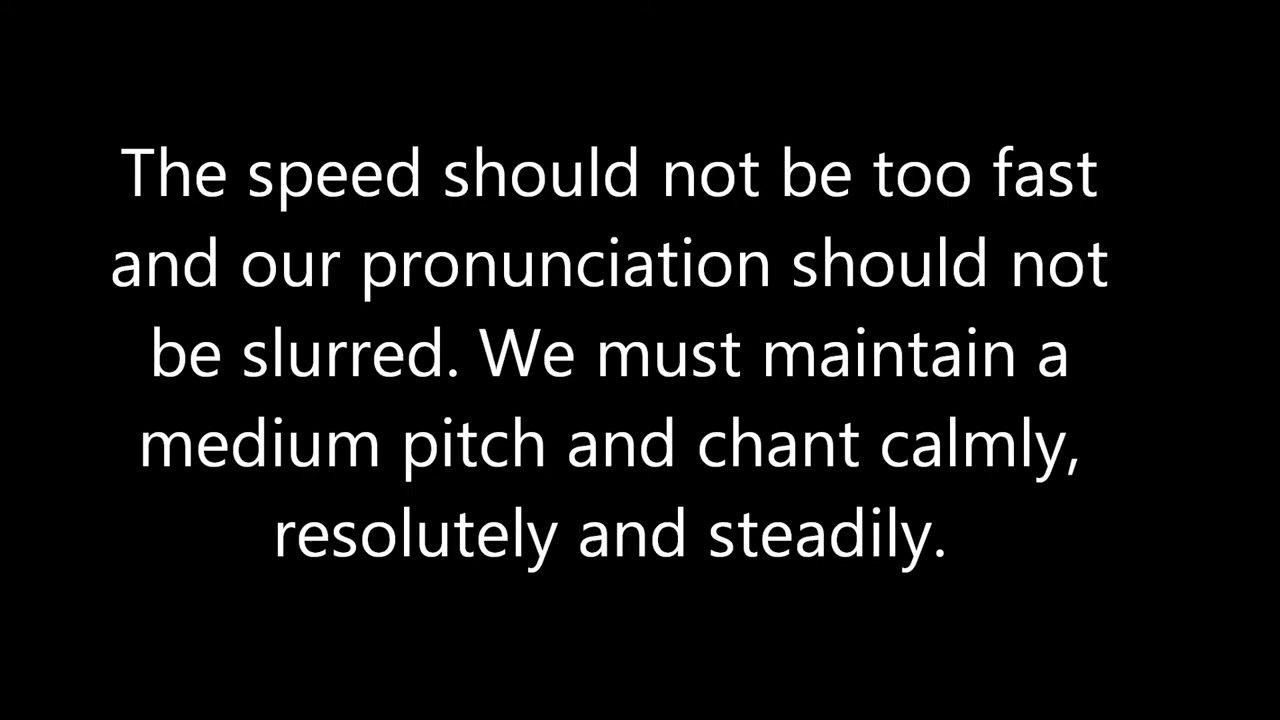 The speed should not be too fast
and our pronunciation should not
be slurred. We must maintain a
medium pitch and chant calmly,
resolutely and steadily.